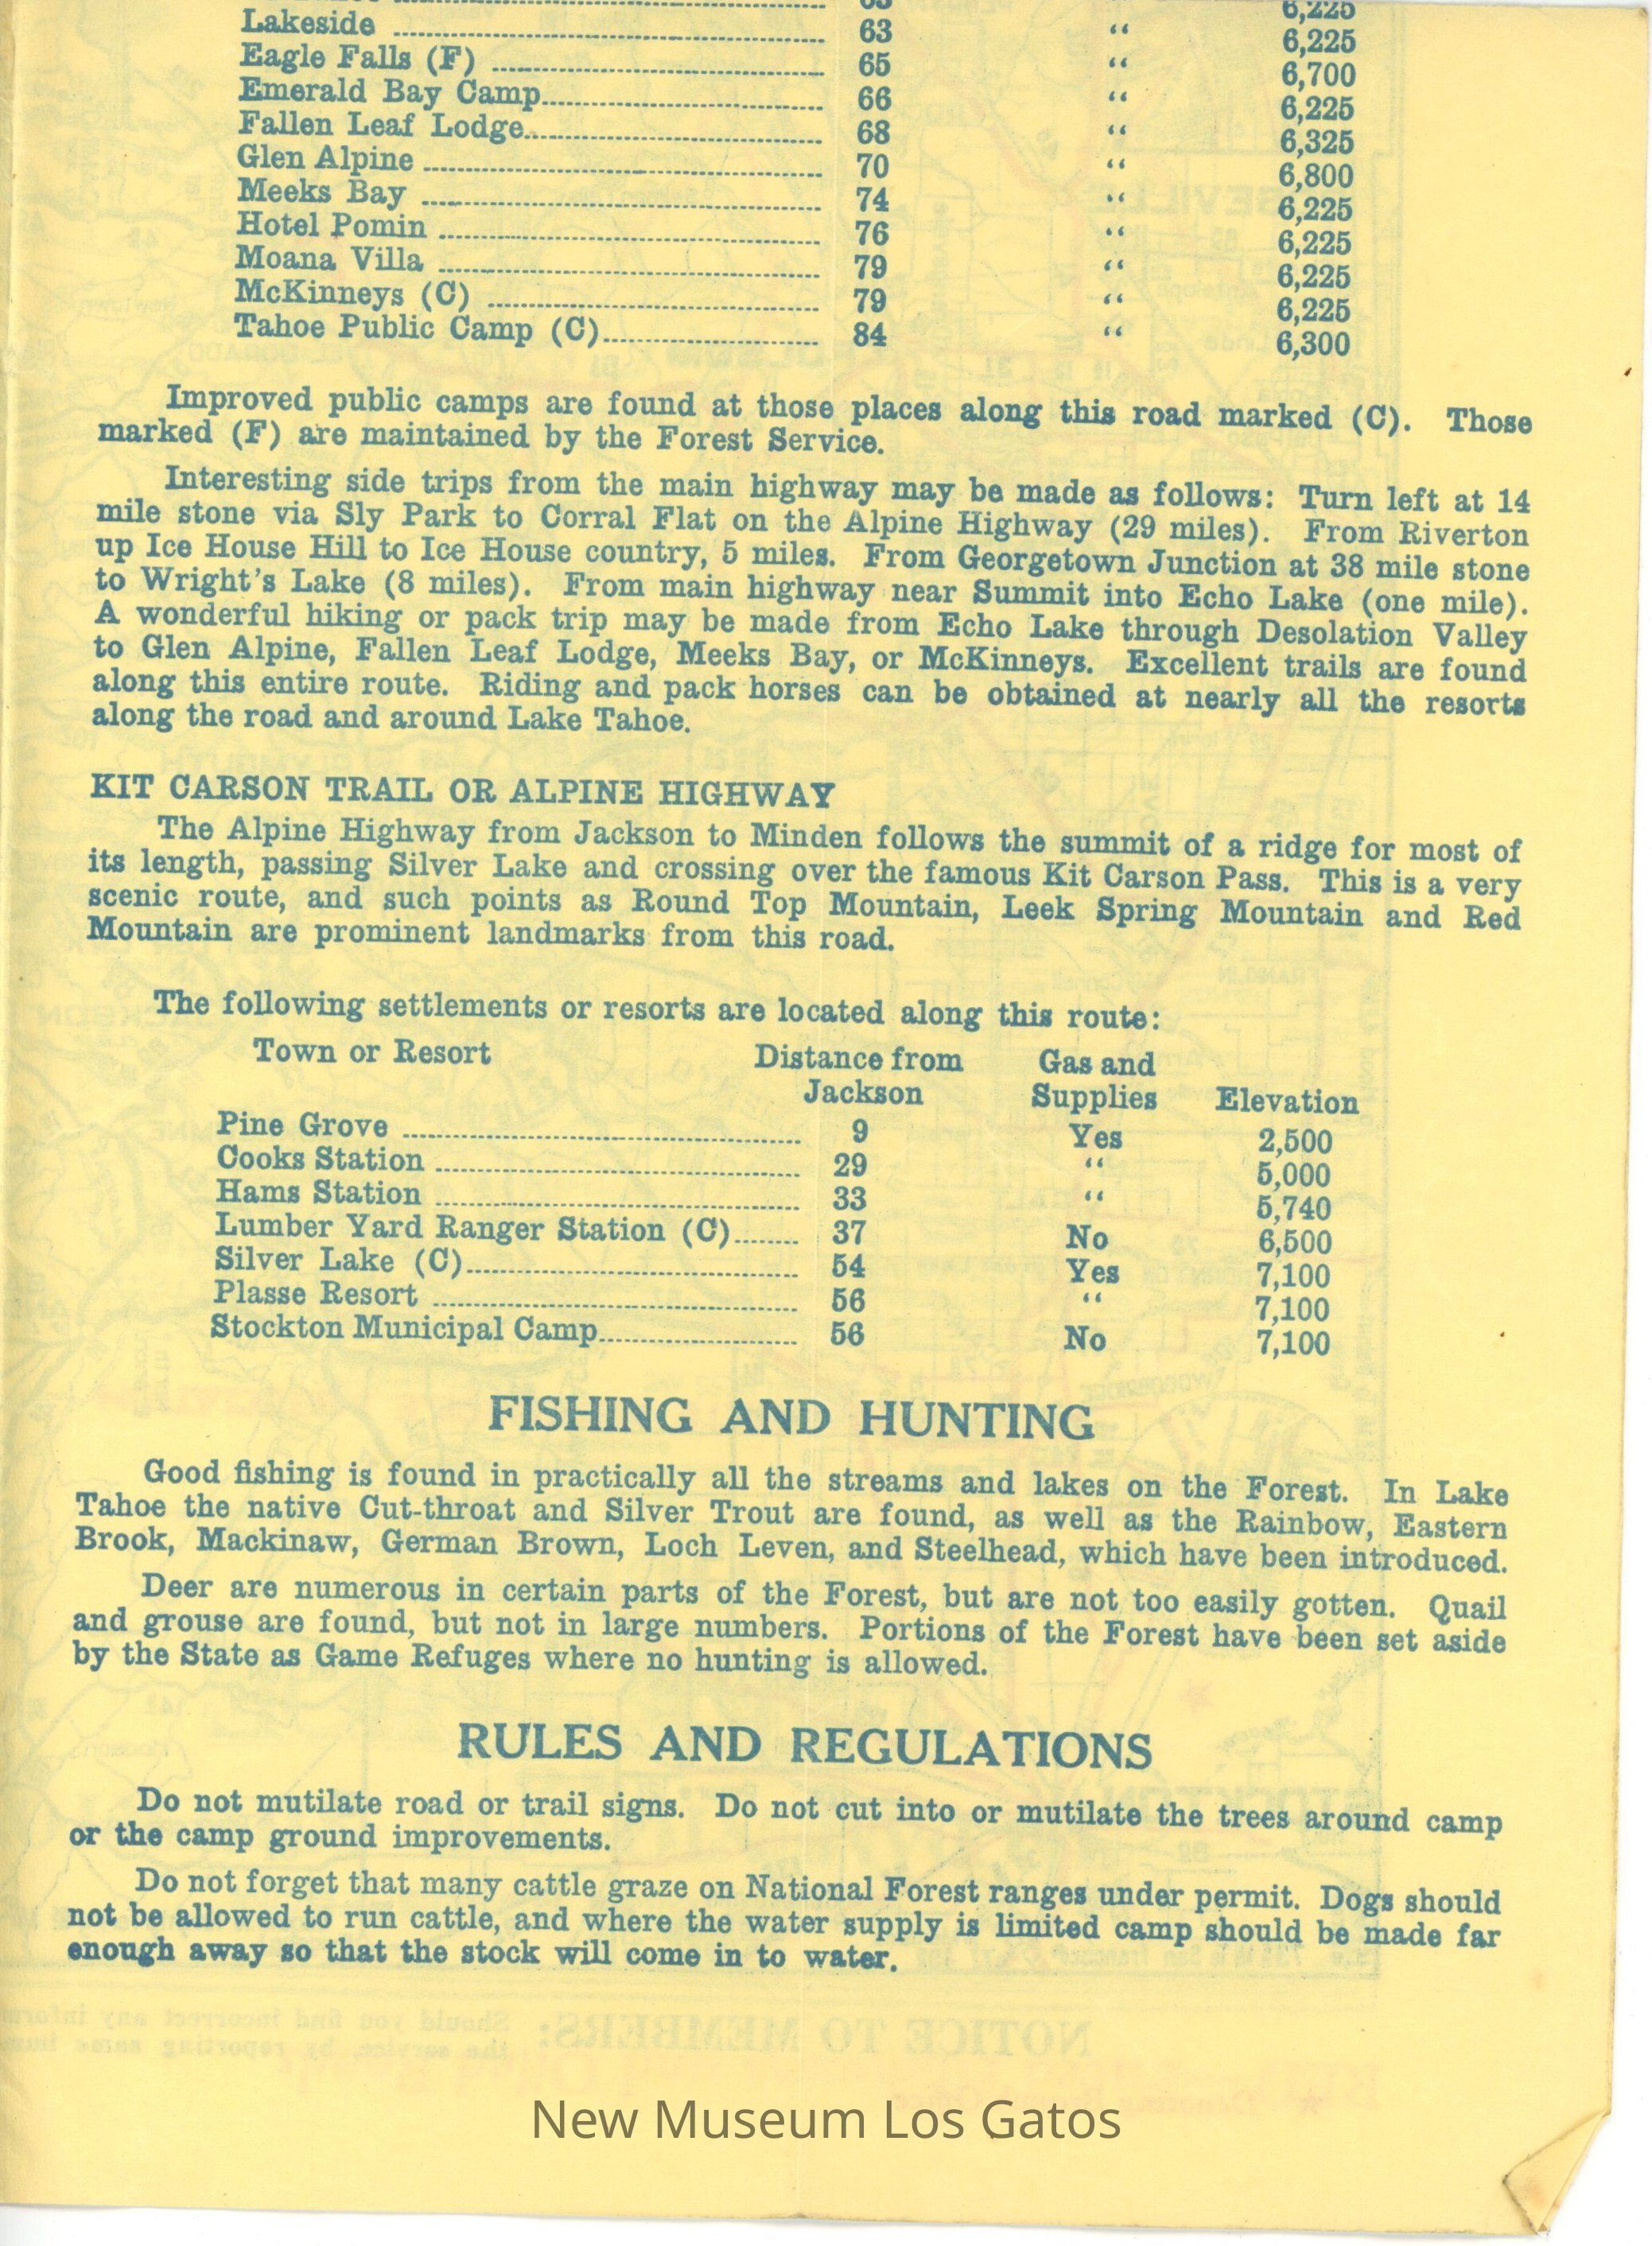 63 6,225
Lakeside 63 “ 6,225
Eagle Falls (F) 65 “ 6,700
Emerald Bay Camp 66 “ 6,225
Fallen Leaf Lodge 68 “ 6,325
Glen Alpine 70 “ 6,800
Meeks Bay 74 “ 6,225
Hotel Pomin 76 “ 6,225
Moana Villa 79 “ 6,225
McKinneys (C) 79 “ 6,225
Tahoe Public Camp (C) 84 “ 6,300
Improved public camps are found at those places along this road marked (C). Those
marked (F) are maintained by the Forest Service.
Interesting side trips from the main highway may be made as follows: Turn left at 14
mile stone via Sly Park to Corral Flat on the Alpine Highway (29 miles). From Riverton
up Ice House Hill to Ice House country, 5 miles. From Georgetown Junction at 38 mile stone
to Wright's Lake (8 miles). From main highway near Summit into Echo Lake (one mile).
A wonderful hiking or pack trip may be made from Echo Lake through Desolation Valley
to Glen Alpine, Fallen Leaf Lodge, Meeks Bay, or McKinneys. Excellent trails are found
along this entire route. Riding and pack horses can be obtained at nearly all the resorts
along the road and around Lake Tahoe.
KIT CARSON TRAIL OR ALPINE HIGHWAY
The Alpine Highway from Jackson to Minden follows the summit of a ridge for most of
its length, passing Silver Lake and crossing over the famous Kit Carson Pass. This is a very
scenic route, and such points as Round Top Mountain, Leek Spring Mountain and Red
Mountain are prominent landmarks from this road.
The following settlements or resorts are located along this route:
Town or Resort Distance from Gas and
Jackson Supplies Elevation
Pine Grove 9 Yes 2,500
Cooks Station 29 “ 5,000
Hams Station 33 “ 5,740
Lumber Yard Ranger Station (C) 37 No 6,500
Silver Lake (C) 54 Yes 7,100
Plasse Resort 56 “ 7,100
Stockton Municipal Camp 56 No 7,100
FISHING AND HUNTING
Good fishing is found in practically all the streams and lakes on the Forest. In Lake
Tahoe the native Cut-throat and Silver Trout are found, as well as the Rainbow, Eastern
Brook, Mackinaw, German Brown, Loch Leven, and Steelhead, which have been introduced.
Deer are numerous in certain parts of the Forest, but are not too easily gotten. Quail
and grouse are found, but not in large numbers. Portions of the Forest have been set aside
by the State as Game Refuges where no hunting is allowed.
RULES AND REGULATIONS
Do not mutilate road or trail signs. Do not cut into or mutilate the trees around camp
or the camp ground improvements.
Do not forget that many cattle graze on National Forest ranges under permit. Dogs should
not be allowed to run cattle, and where the water supply is limited camp should be made far
enough away so that the stock will come in to water.
NOTICE TO MEMBERS: Should you find incorrect any
the service, by reporting same
New Museum Los Gatos